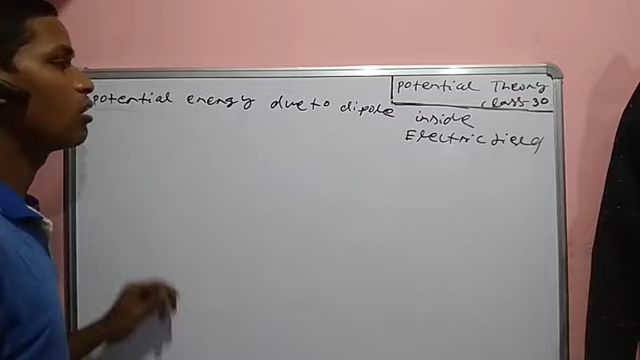 potential Theory
class-30
potential energy due to dipole inside
Electric field